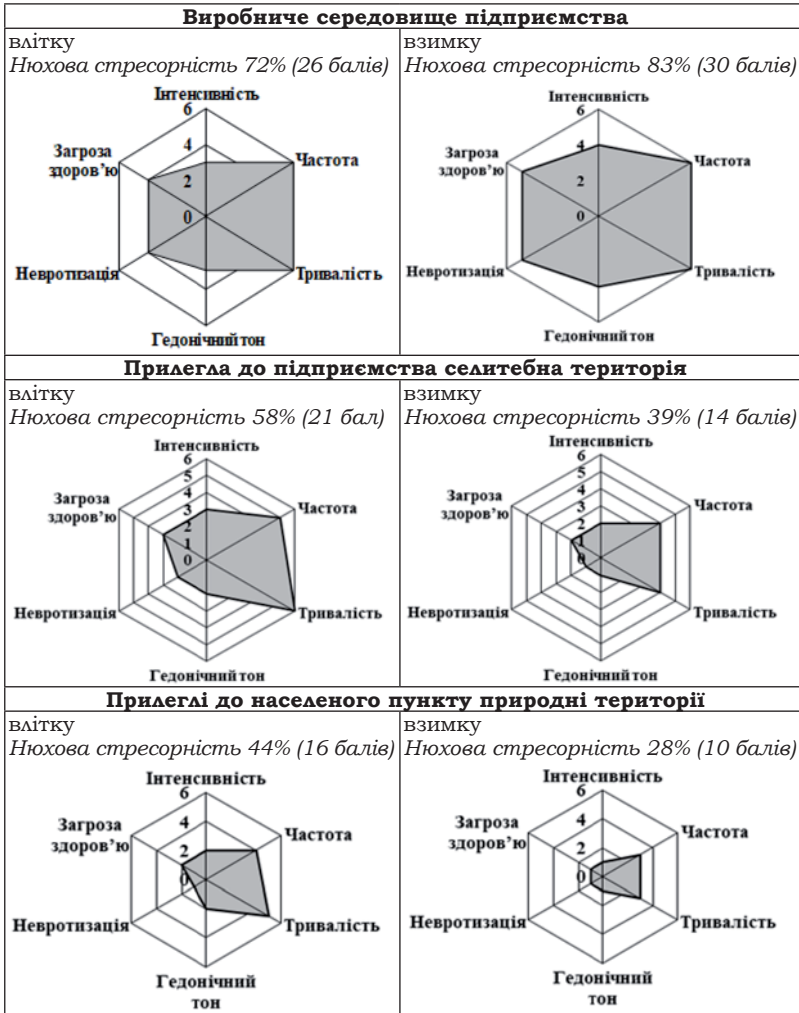 Виробниче середовище підприємства
влітку
Нюхова стресорність 72% (26 балів)
Інтенсивність
6
4
2
0
Частота
Тривалість
Гедонічний тон
Невротизація
Загроза
здоров’ю
взимку
Нюхова стресорність 83% (30 балів)
Інтенсивність
6
4
2
0
Частота
Тривалість
Гедонічний тон
Невротизація
Загроза
здоров’ю
Прилегла до підприємства селитебна територія
влітку
Нюхова стресорність 58% (21 бал)
Інтенсивність
6
5
4
3
2
1
0
Частота
Тривалість
Гедонічний тон
Невротизація
Загроза
здоров’ю
взимку
Нюхова стресорність 39% (14 балів)
Інтенсивність
6
5
4
3
2
1
0
Частота
Тривалість
Гедонічний тон
Невротизація
Загроза
здоров’ю
Прилеглі до населеного пункту природні території
влітку
Нюхова стресорність 44% (16 балів)
Інтенсивність
6
4
2
0
Частота
Тривалість
Гедонічний
тон
Невротизація
Загроза
здоров’ю
взимку
Нюхова стресорність 28% (10 балів)
Інтенсивність
6
4
2
0
Частота
Тривалість
Гедонічний
тон
Невротизація
Загроза
здоров’ю